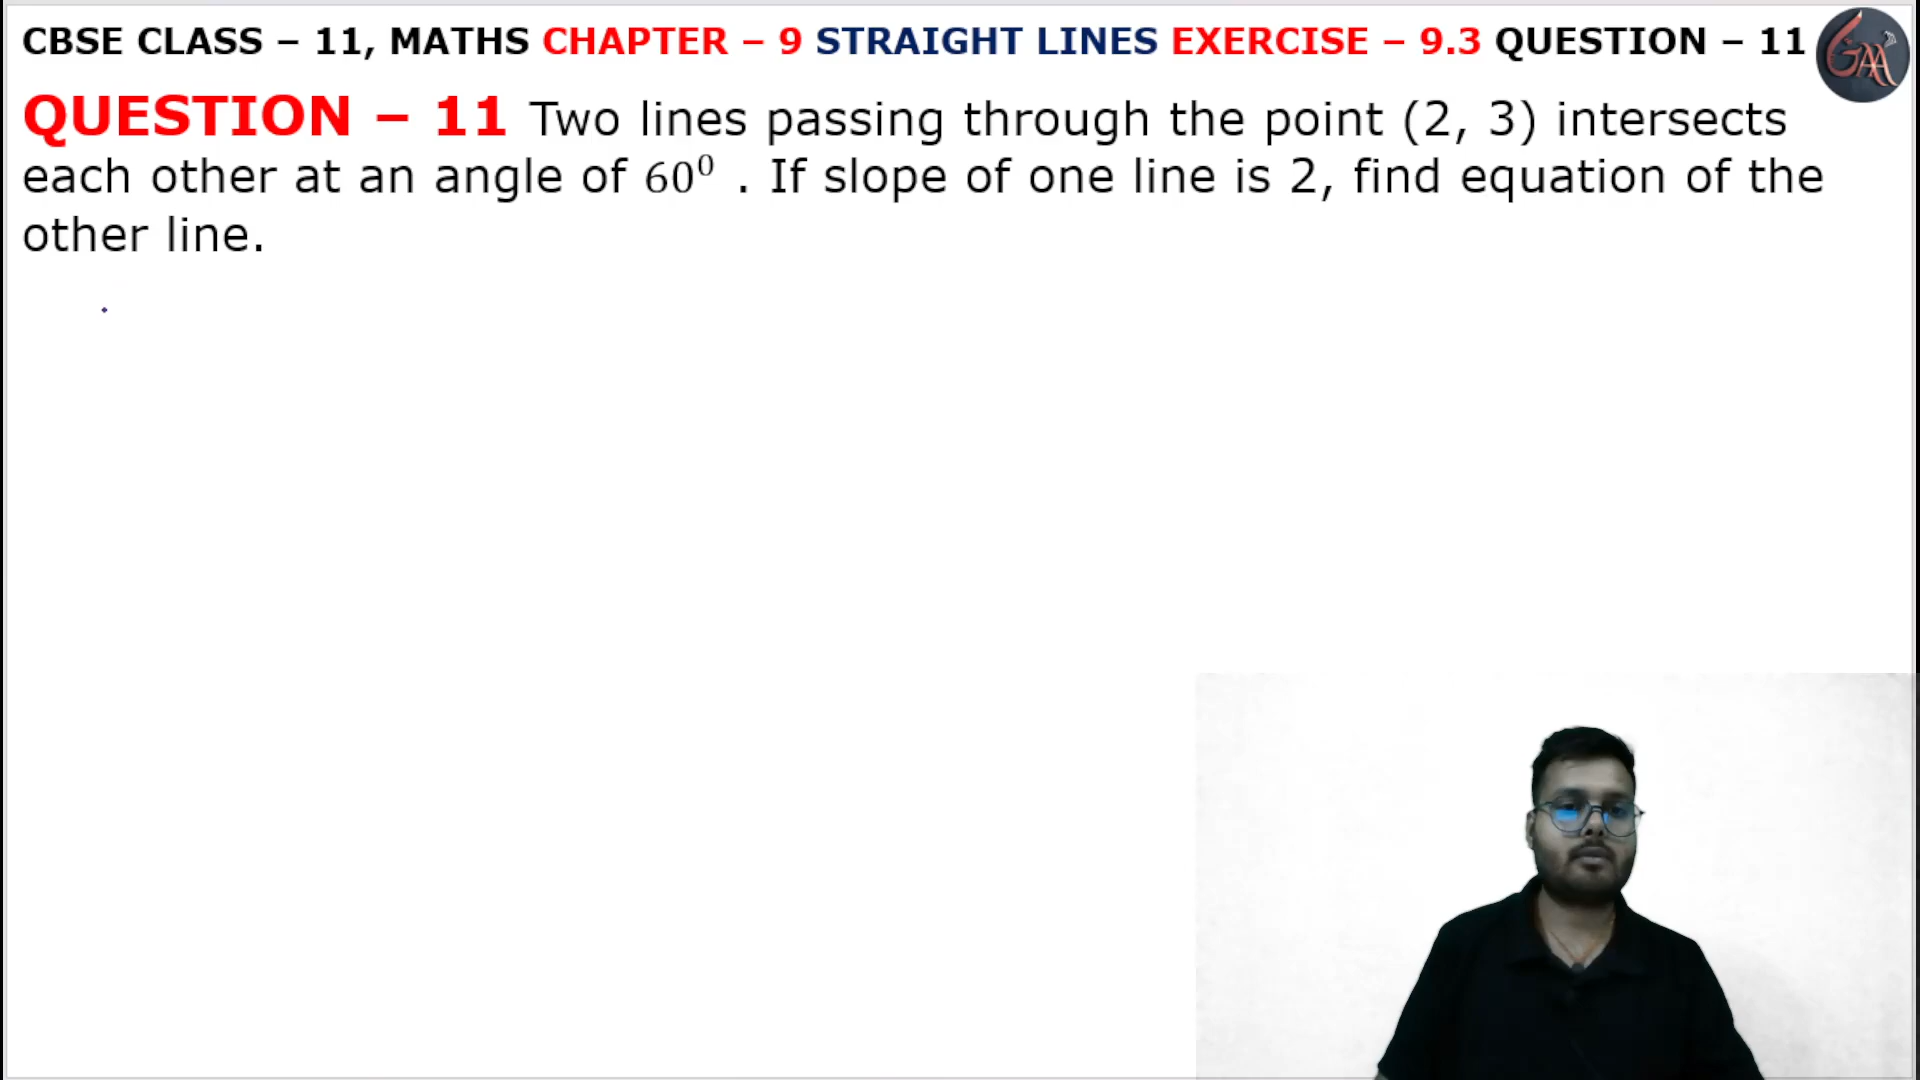 CBSE CLASS – 11, MATHS CHAPTER – 9 STRAIGHT LINES EXERCISE – 9.3 QUESTION – 11
QUESTION – 11 Two lines passing through the point (2, 3) intersects
each other at an angle of 60⁰ . If slope of one line is 2, find equation of the
other line.